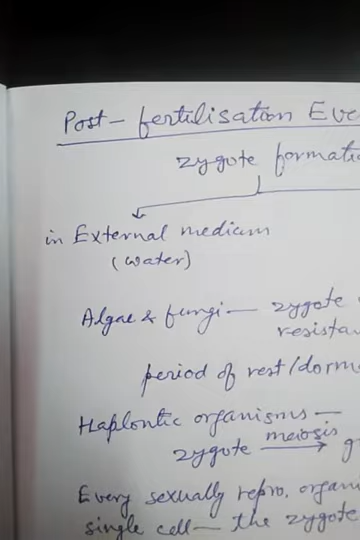 Post- fertilisation Eve
zygote formati
in External medium
(water)
Algae & fungi — zygote
resista
period of rest/dorm
Haplontic organisms —
zygote meiosis → g
Every sexually repro. organi
single cell — the zygote